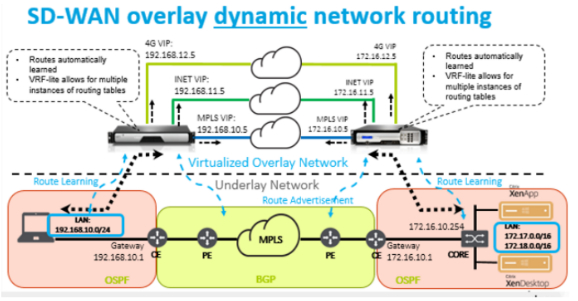 SD-WAN overlay dynamic network routing
4G VIP:
192.168.12.5
4G VIP
172.16.12.5
• Routes automatically
learned
• VRF-lite allows for multiple
instances of routing tables
• Routes automatically
learned
• VRF-lite allows for
multiple instances of
routing tables
INET VIP:
192.168.11.5
INET VIP
172.16.11.5
MPLS VIP:
192.168.10.5
MPLS VIP
172.16.10.5
Virtualized Overlay Network
Underlay Network
Route Learning
Route Advertisement
Route Learning
LAN:
192.168.10.0/24
Gateway
192.168.10.1
CE
PE
MPLS
PE
CE
Gateway
172.16.10.1
172.16.10.254
CORE
Citrix
XenApp
LAN:
172.17.0.0/16
172.18.0.0/16
Citrix
XenDesktop
OSPF
BGP
OSPF